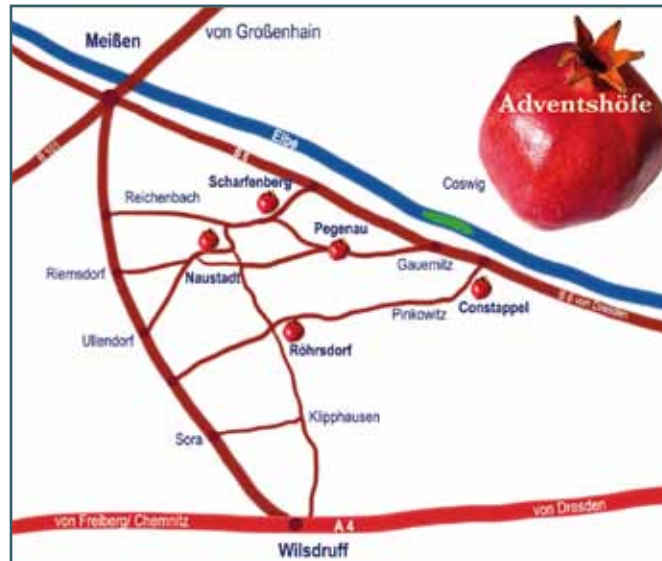 von Großenhain
Meißen
Adventshöfe
B 101
Elbe
B 6
Scharfenberg
Coswig
Reichenbach
Pegenau
Riemsdorf
Naustadt
Gauernitz
Constappel
B 6 von Dresden
Pinkowitz
Ullendorf
Röhrsdorf
Klipphausen
Sora
von Dresden
von Freiberg/ Chemnitz
A 4
Wilsdruff